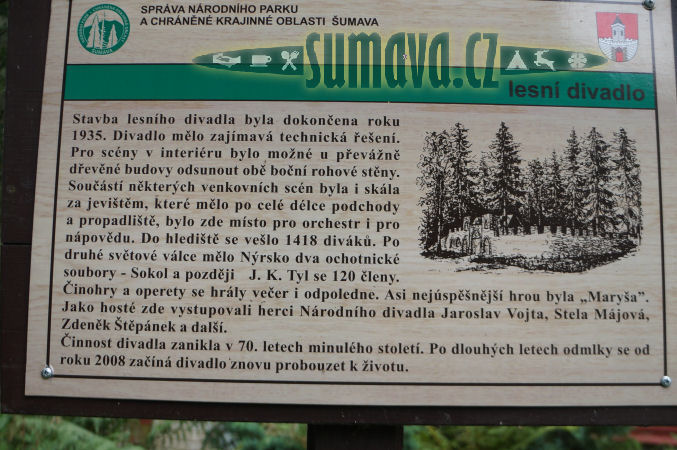 SPRÁVA NÁRODNÍHO PARKU
A CHRÁNĚNÉ KRAJINNÉ OBLASTI ŠUMAVA
šumava.cz
lesní divadlo
Stavba lesního divadla byla dokončena roku
1935. Divadlo mělo zajímavá technická řešení.
Pro scény v interiéru bylo možné u převážně
dřevěné budovy odsunout obě boční rohové stěny.
Součástí některých venkovních scén byla i skála
za jevištěm, které mělo po celé délce podchody
a propadliště, bylo zde místo pro orchestr i pro
nápovědu. Do hlediště se vešlo 1418 diváků. Po
druhé světové válce mělo Nýrsko dva ochotnické
soubory - Sokol a později J. K. Tyl se 120 členy.
Činohry a operety se hrály večer i odpoledne. Asi nejúspěšnější hrou byla „Maryša".
Jako hosté zde vystupovali herci Národního divadla Jaroslav Vojta, Stela Májová,
Zdeněk Štěpánek a další.
Činnost divadla zanikla v 70. letech minulého století. Po dlouhých letech odmlky se od
roku 2008 začíná divadlo znovu probouzet k životu.